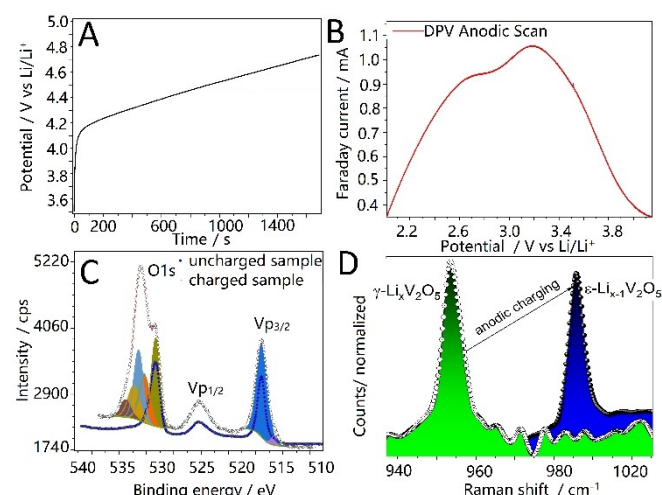 A
Potential / V vs Li/Li⁺
5.0
4.8
4.6
4.4
4.2
4.0
3.8
3.6
0 400 800 1000 1400
Time / s
B
DPV Anodic Scan
Faraday current / mA
1.1
1.0
0.9
0.8
0.7
0.6
0.5
0.4
2.2 2.6 3.0 3.4 3.8
Potential / V vs Li/Li⁺
C
O1s
uncharged sample
charged sample
Vp1/2
Vp3/2
Intensity / cps
5220
4060
2900
1740
540 535 530 525 520 510
Binding energy / eV
D
γ-LiₓV2O5
ε-Liₓ₋₁V2O5
anodic charging
Counts/ normalized
940 960 980 1020
Raman shift / cm⁻¹